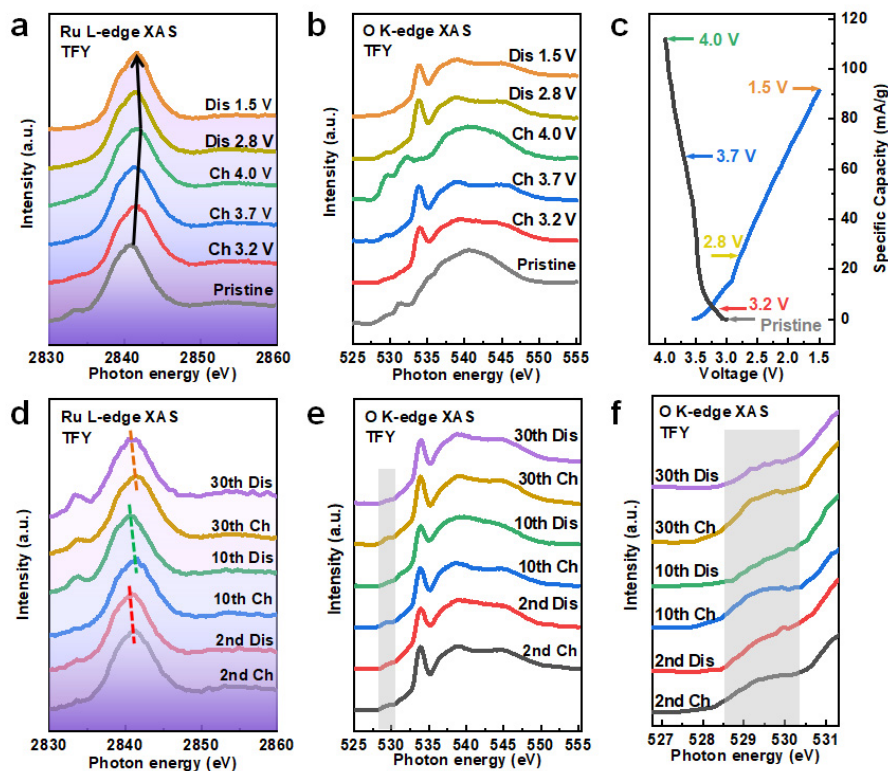 a
Ru L-edge XAS
TFY
Dis 1.5 V
Dis 2.8 V
Ch 4.0 V
Ch 3.7 V
Ch 3.2 V
Pristine
Intensity (a.u.)
2830 2840 2850 2860
Photon energy (eV)
b
O K-edge XAS
TFY
Dis 1.5 V
Dis 2.8 V
Ch 4.0 V
Ch 3.7 V
Ch 3.2 V
Pristine
Intensity (a.u.)
525 530 535 540 545 550 555
Photon energy (eV)
c
4.0 V
1.5 V
3.7 V
2.8 V
3.2 V
Pristine
120
100
80
60
40
20
0
Specific Capacity (mA/g)
4.0 3.5 3.0 2.5 2.0 1.5
Voltage (V)
d
Ru L-edge XAS
TFY
30th Dis
30th Ch
10th Dis
10th Ch
2nd Dis
2nd Ch
Intensity (a.u.)
2830 2840 2850 2860
Photon energy (eV)
e
O K-edge XAS
TFY
30th Dis
30th Ch
10th Dis
10th Ch
2nd Dis
2nd Ch
Intensity (a.u.)
525 530 535 540 545 550 555
Photon energy (eV)
f
O K-edge XAS
TFY
30th Dis
30th Ch
10th Dis
10th Ch
2nd Dis
2nd Ch
Intensity (a.u.)
527 528 529 530 531
Photon energy (eV)